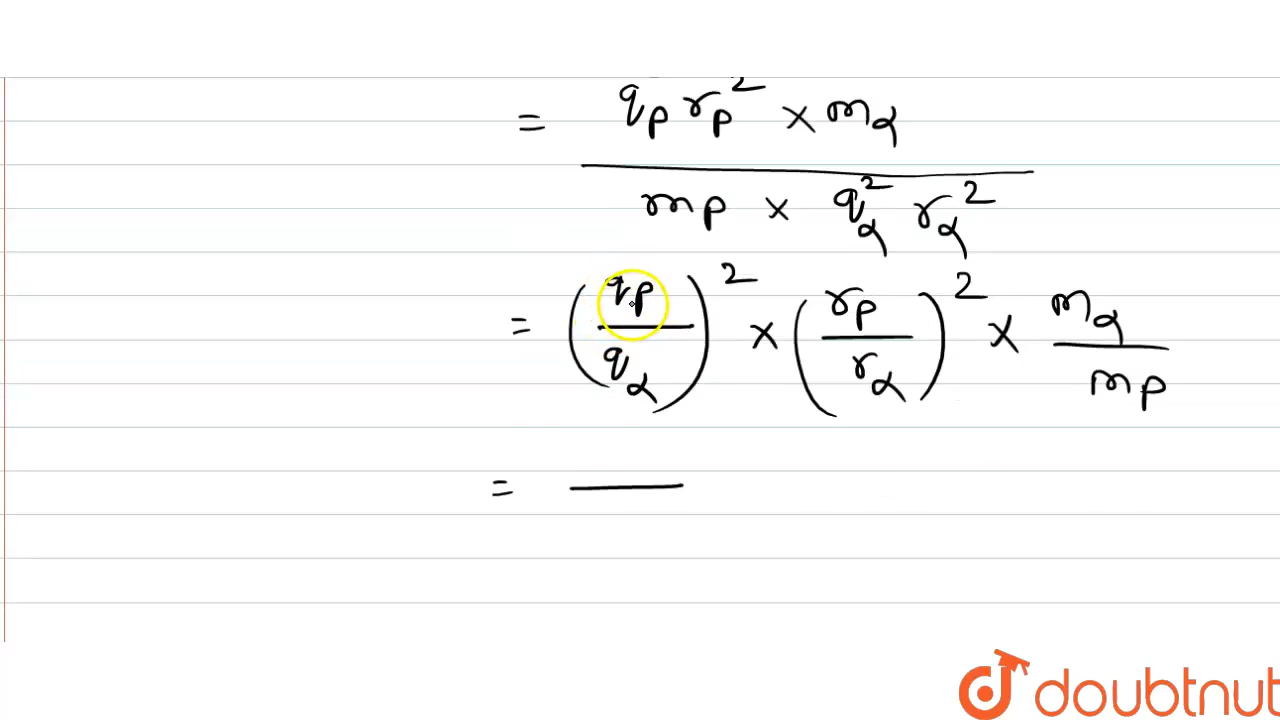 = q_p r_p^2 × m_α
m_p × q_α^2 r_α^2
= (q_p / q_α)^2 × (r_p / r_α)^2 × m_α / m_p
=
doubtnut